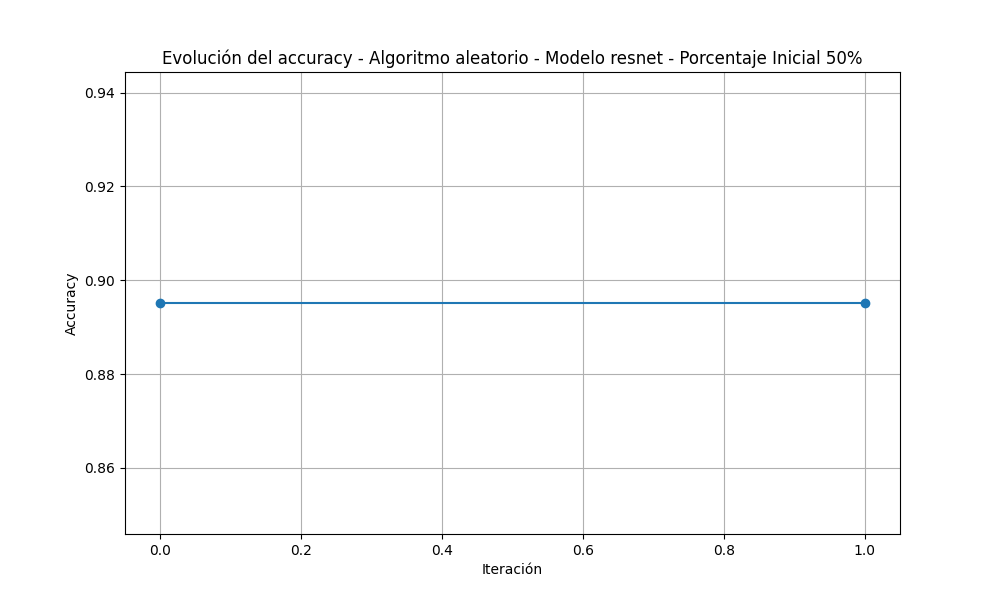 Evolución del accuracy - Algoritmo aleatorio - Modelo resnet - Porcentaje Inicial 50%
0.94
0.92
0.90
0.88
0.86
Accuracy
0.0 0.2 0.4 0.6 0.8 1.0
Iteración